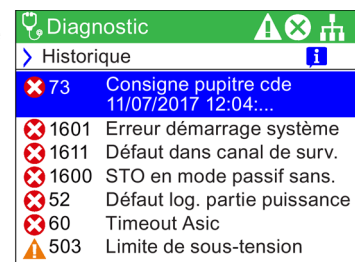 Diagnostic
Historique
73 Consigne pupitre cde
11/07/2017 12:04:...
1601 Erreur démarrage système
1611 Défaut dans canal de surv.
1600 STO en mode passif sans.
52 Défaut log. partie puissance
60 Timeout Asic
503 Limite de sous-tension